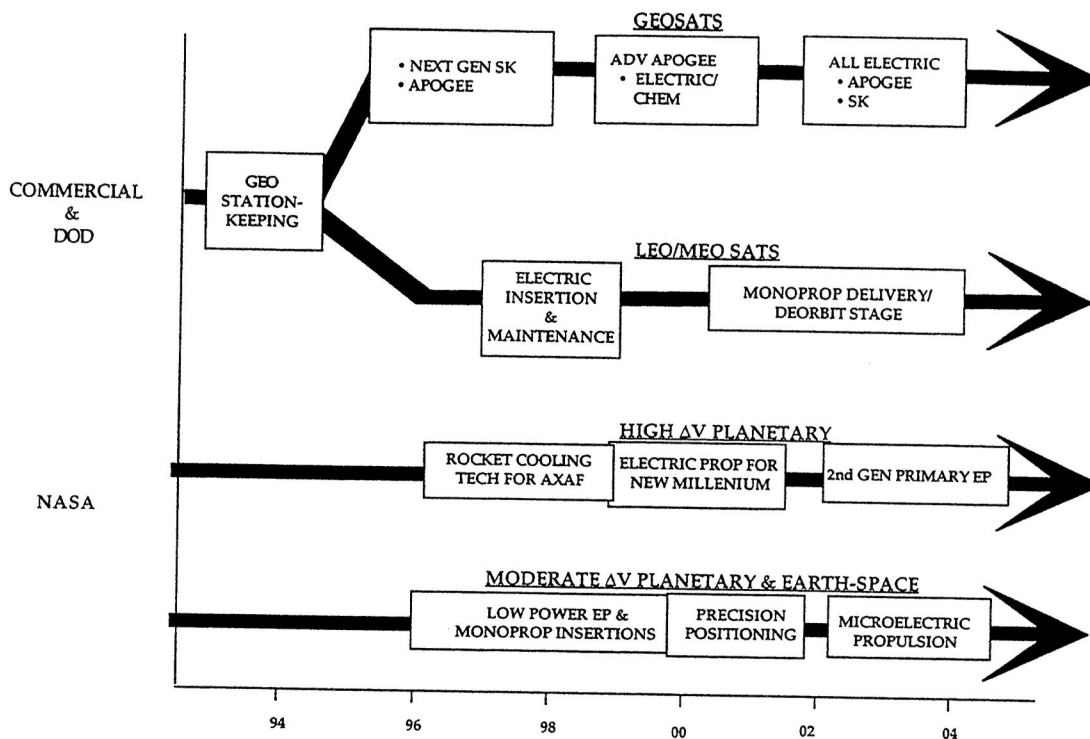 GEOSATS
• NEXT GEN SK
• APOGEE
ADV APOGEE
• ELECTRIC/
CHEM
ALL ELECTRIC
• APOGEE
• SK
COMMERCIAL
&
DOD
GEO
STATION-
KEEPING
LEO/MEO SATS
ELECTRIC
INSERTION
&
MAINTENANCE
MONOPROP DELIVERY/
DEORBIT STAGE
NASA
HIGH ΔV PLANETARY
ROCKET COOLING
TECH FOR AXAF
ELECTRIC PROP FOR
NEW MILLENIUM
2nd GEN PRIMARY EP
MODERATE ΔV PLANETARY & EARTH-SPACE
LOW POWER EP &
MONOPROP INSERTIONS
PRECISION
POSITIONING
MICROELECTRIC
PROPULSION
94 96 98 00 02 04